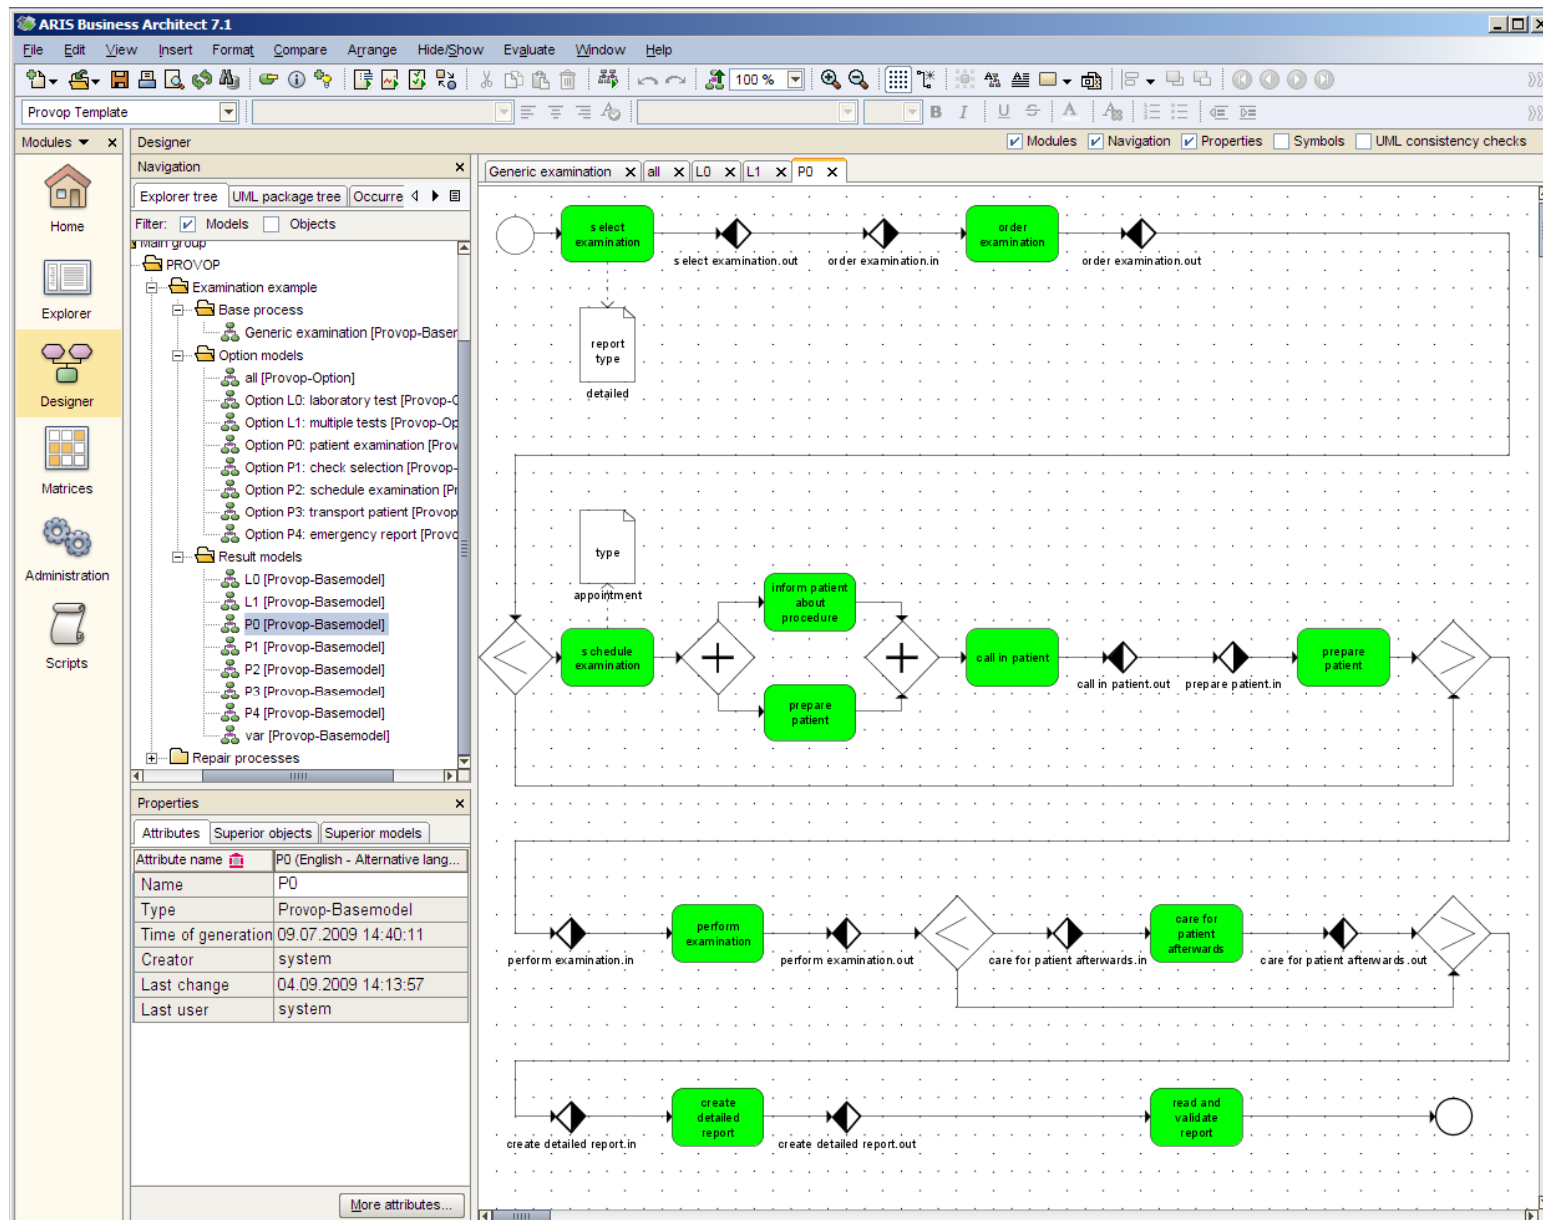 ARIS Business Architect 7.1
File Edit View Insert Format Compare Arrange Hide/Show Evaluate Window Help
100 %
Provop Template
B I U S A
Modules
Designer
Modules Navigation Properties Symbols UML consistency checks
Home
Explorer
Designer
Matrices
Administration
Scripts
Navigation
Explorer tree UML package tree Occurre
Filter: Models Objects
Main group
PROVOP
Examination example
Base process
Generic examination [Provop-Baser
Option models
all [Provop-Option]
Option L0: laboratory test [Provop-O
Option L1: multiple tests [Provop-Op
Option P0: patient examination [Prov
Option P1: check selection [Provop-
Option P2: schedule examination [Pr
Option P3: transport patient [Provop
Option P4: emergency report [Provo
Result models
L0 [Provop-Basemodel]
L1 [Provop-Basemodel]
P0 [Provop-Basemodel]
P1 [Provop-Basemodel]
P2 [Provop-Basemodel]
P3 [Provop-Basemodel]
P4 [Provop-Basemodel]
var [Provop-Basemodel]
Repair processes
Properties
Attributes Superior objects Superior models
Attribute name P0 (English - Alternative lang...
Name P0
Type Provop-Basemodel
Time of generation 09.07.2009 14:40:11
Creator system
Last change 04.09.2009 14:13:57
Last user system
More attributes...
Generic examination all L0 L1 P0
select
examination
select examination.out
order examination.in
order
examination
order examination.out
report
type
detailed
type
appointment
schedule
examination
inform patient
about
procedure
prepare
patient
call in patient
call in patient.out
prepare patient.in
prepare
patient
perform examination.in
perform
examination
perform examination.out
care for patient afterwards.in
care for
patient
afterwards
care for patient afterwards.out
create detailed report.in
create
detailed
report
create detailed report.out
read and
validate
report